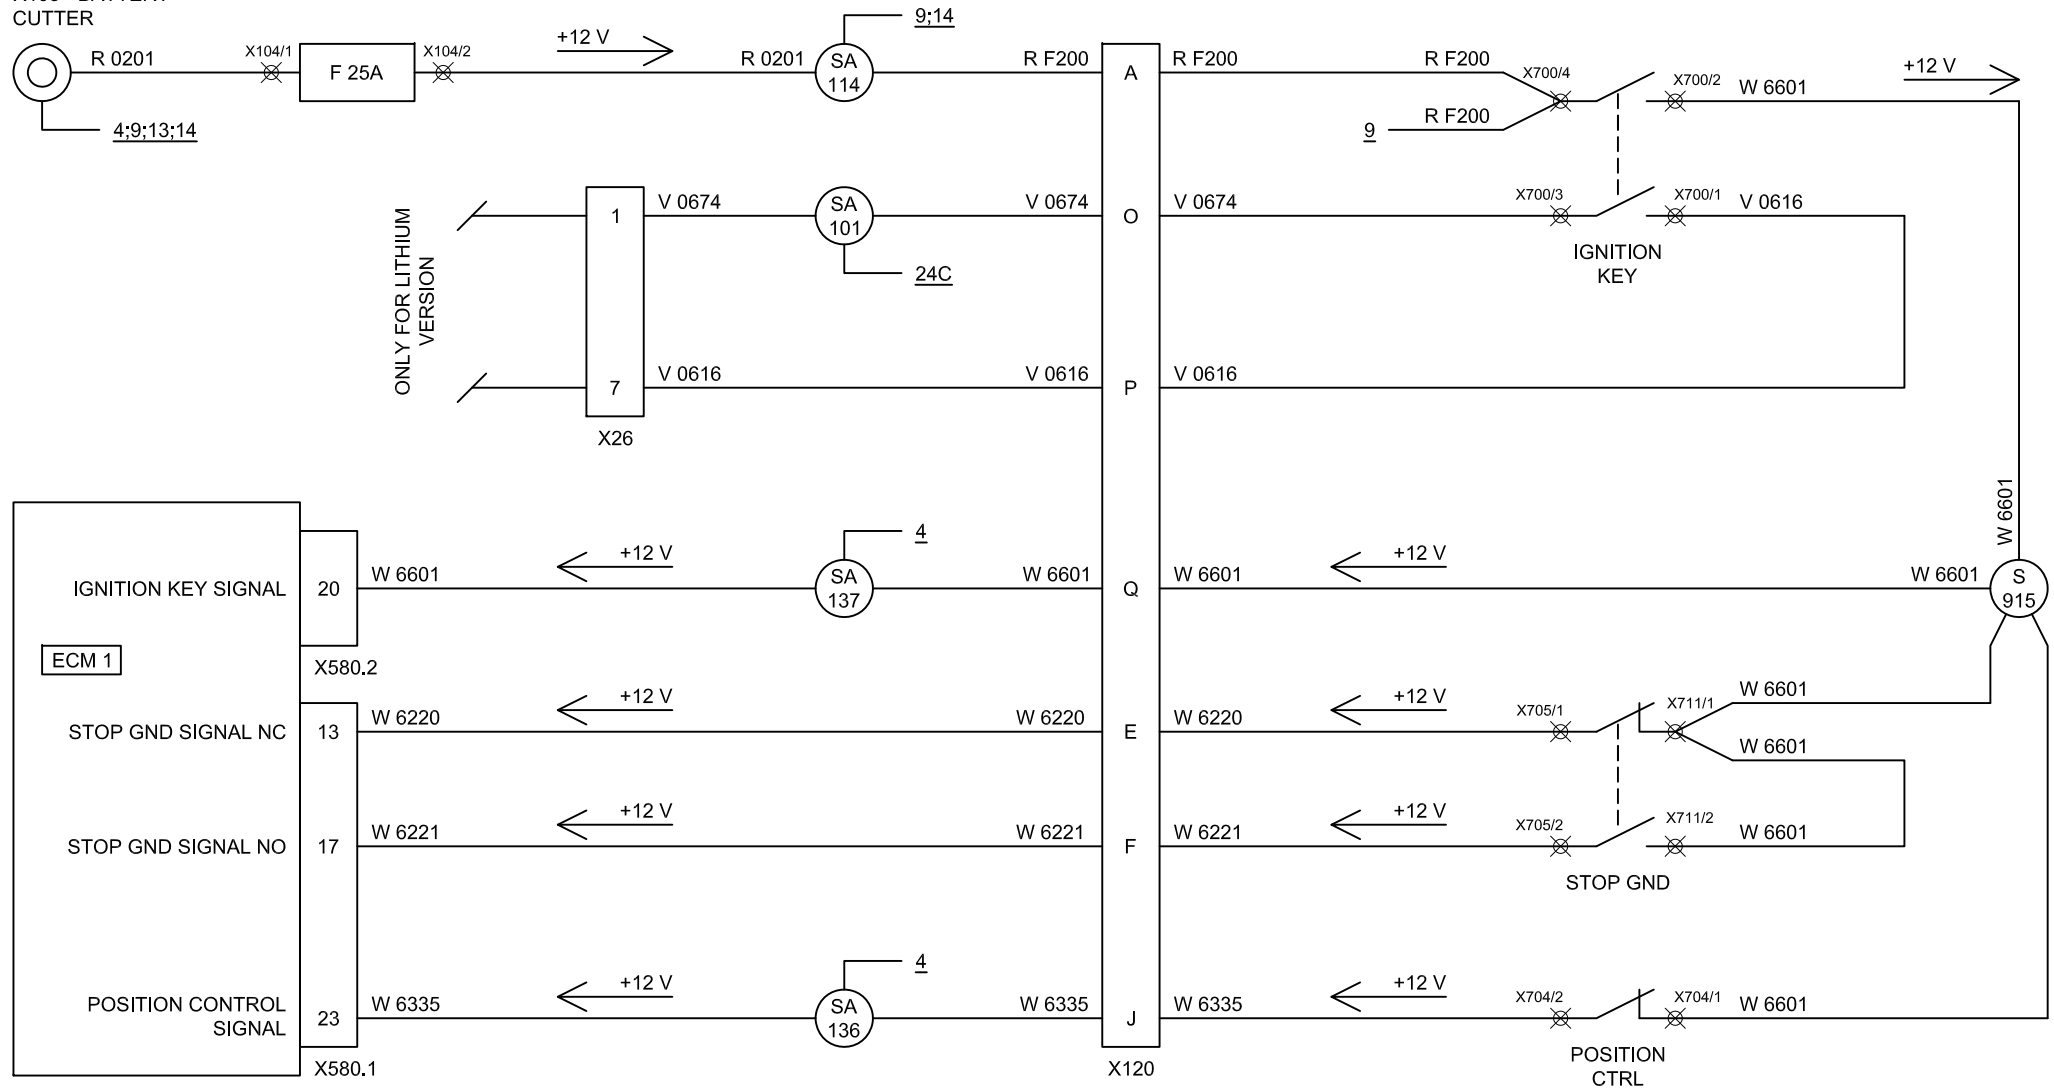 CUTTER
R 0201
X104/1
F 25A
X104/2
+12 V
R 0201
SA
114
9;14
R F200
A
R F200
R F200
X700/4
X700/2
W 6601
+12 V
4;9;13;14
9
R F200
ONLY FOR LITHIUM
VERSION
1
V 0674
SA
101
V 0674
O
V 0674
X700/3
X700/1
V 0616
24C
IGNITION
KEY
7
V 0616
V 0616
P
V 0616
X26
W 6601
IGNITION KEY SIGNAL
20
W 6601
+12 V
SA
137
4
W 6601
Q
W 6601
+12 V
W 6601
S
915
ECM 1
X580.2
STOP GND SIGNAL NC
13
W 6220
+12 V
W 6220
E
W 6220
+12 V
X705/1
X711/1
W 6601
W 6601
STOP GND SIGNAL NO
17
W 6221
+12 V
W 6221
F
W 6221
+12 V
X705/2
X711/2
W 6601
STOP GND
POSITION CONTROL
SIGNAL
23
W 6335
+12 V
SA
136
4
W 6335
J
W 6335
+12 V
X704/2
X704/1
W 6601
POSITION
CTRL
X580.1
X120